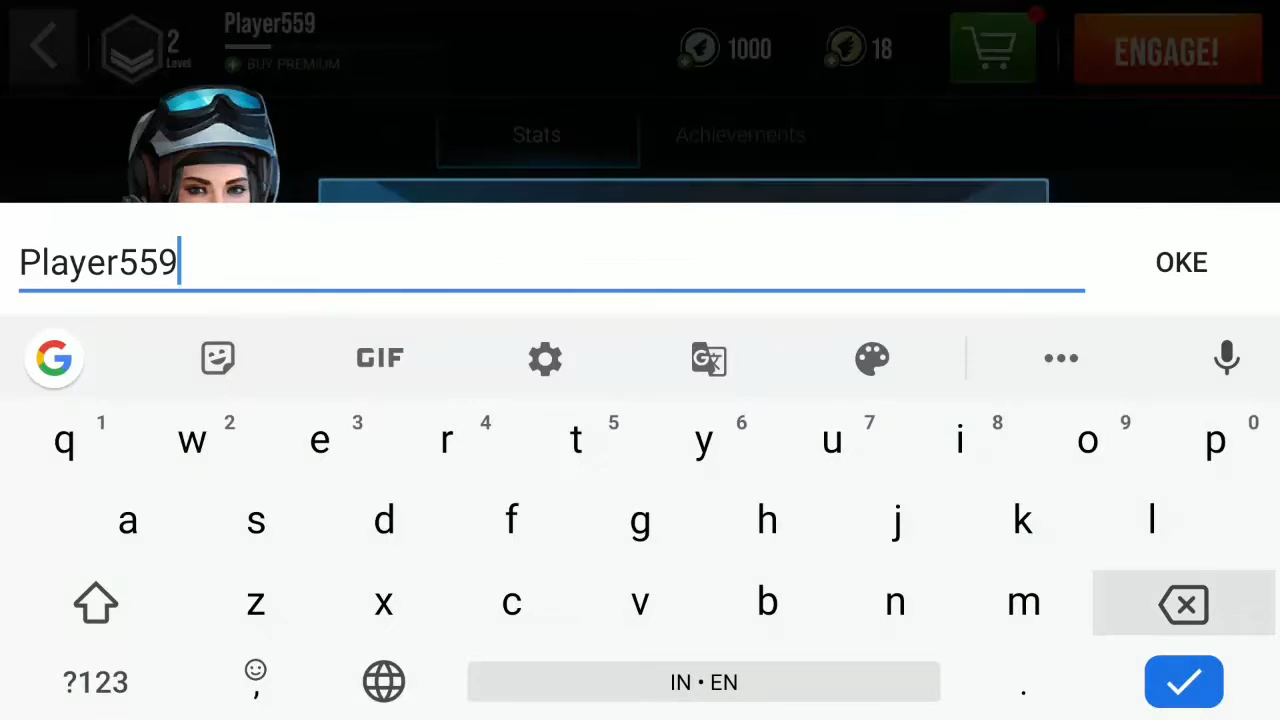 Player559
2
Level
BUY PREMIUM
1000
18
ENGAGE!
Stats
Achievements
Player559
OKE
GIF
q 1 w 2 e 3 r 4 t 5 y 6 u 7 i 8 o 9 p 0
a s d f g h j k l
z x c v b n m
?123 , IN • EN .